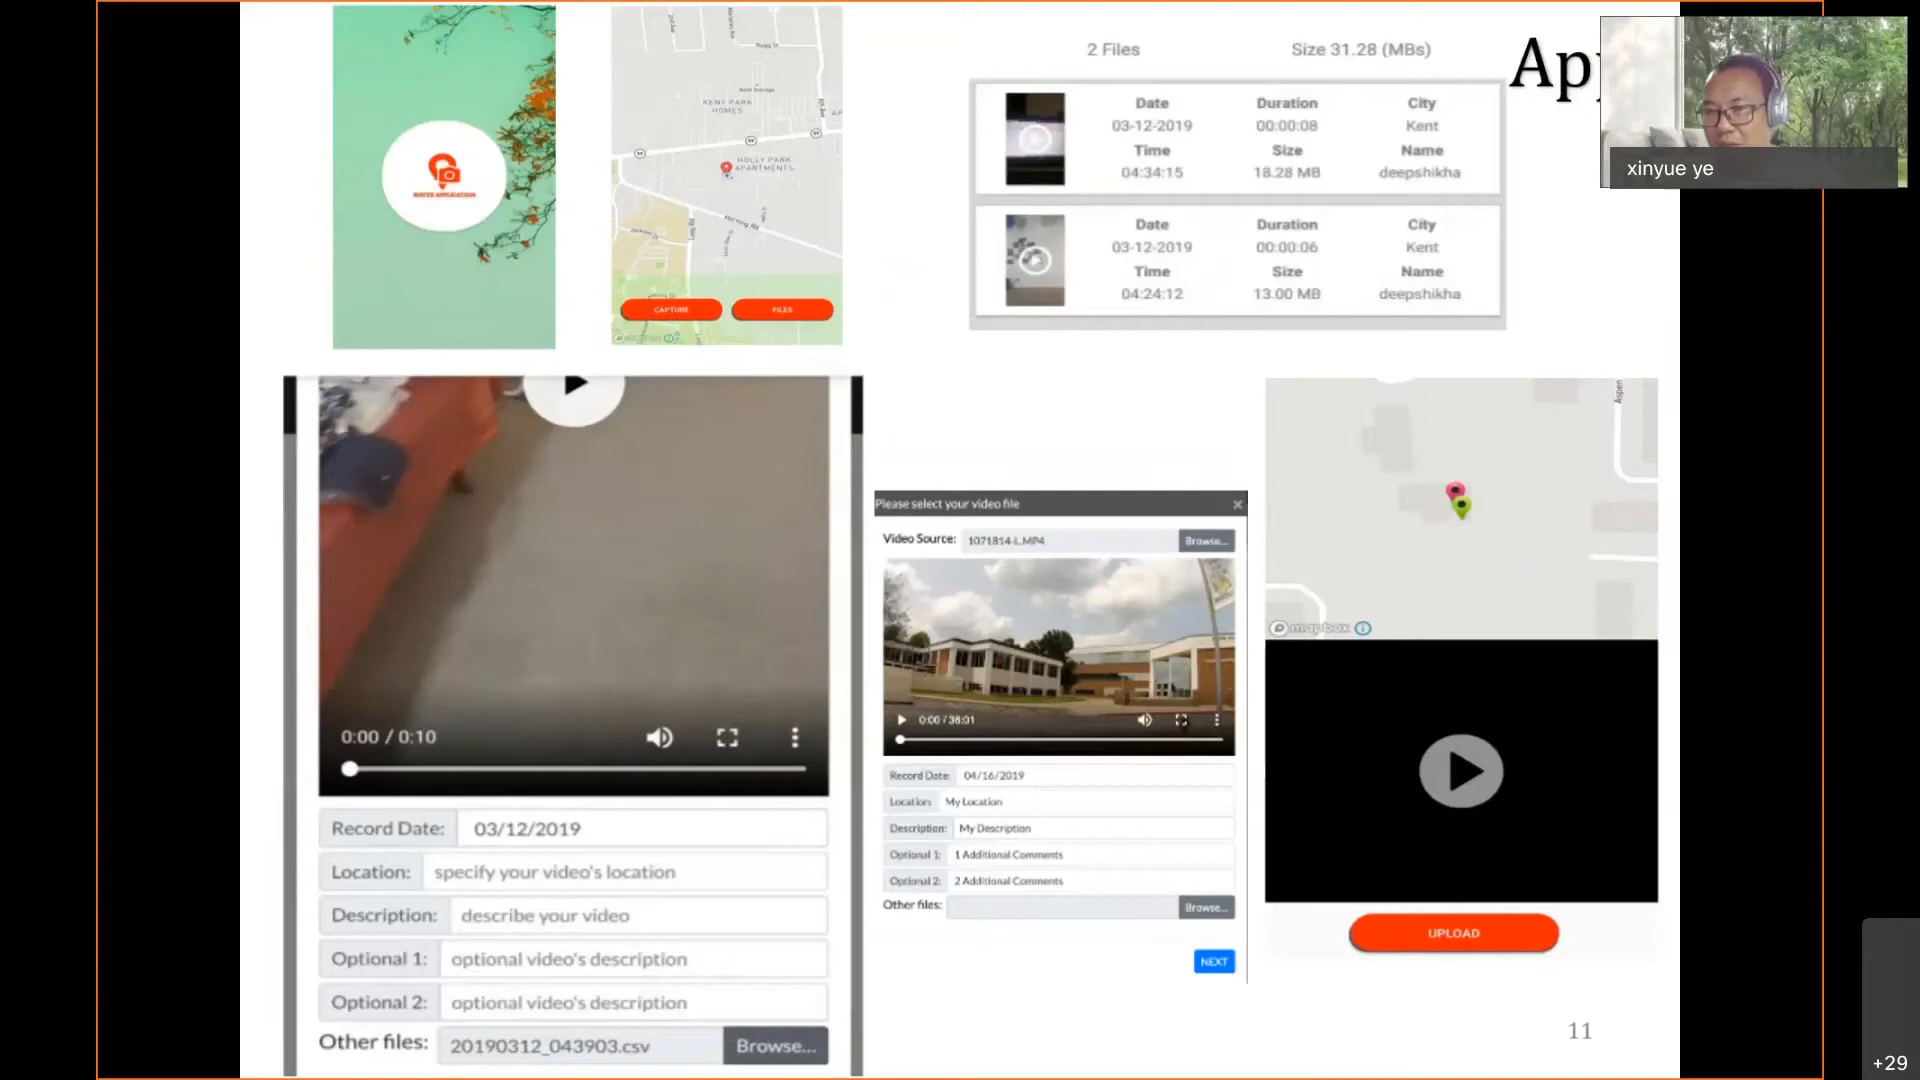 ROUTER APPLICATION
2nd Ave
KENT PARK
HOMES
HOLLY PARK
APARTMENTS
CAPTURE
FILES
2 Files
Size 31.28 (MBs)
Date
Duration
City
03-12-2019
00:00:08
Kent
Time
Size
Name
04:34:15
18.28 MB
deepshikha
Date
Duration
City
03-12-2019
00:00:06
Kent
Time
Size
Name
04:24:12
13.00 MB
deepshikha
xinyue ye
0:00 / 0:10
Record Date: 03/12/2019
Location: specify your video's location
Description: describe your video
Optional 1: optional video's description
Optional 2: optional video's description
Other files: 20190312_043903.csv Browse...
Please select your video file
Video Source: 1071814-L.MP4 Browse...
0:00 / 36:01
Record Date: 04/16/2019
Location: My Location
Description: My Description
Optional 1: 1 Additional Comments
Optional 2: 2 Additional Comments
Other files: Browse...
NEXT
Aspen
mapbox
UPLOAD
11
+29